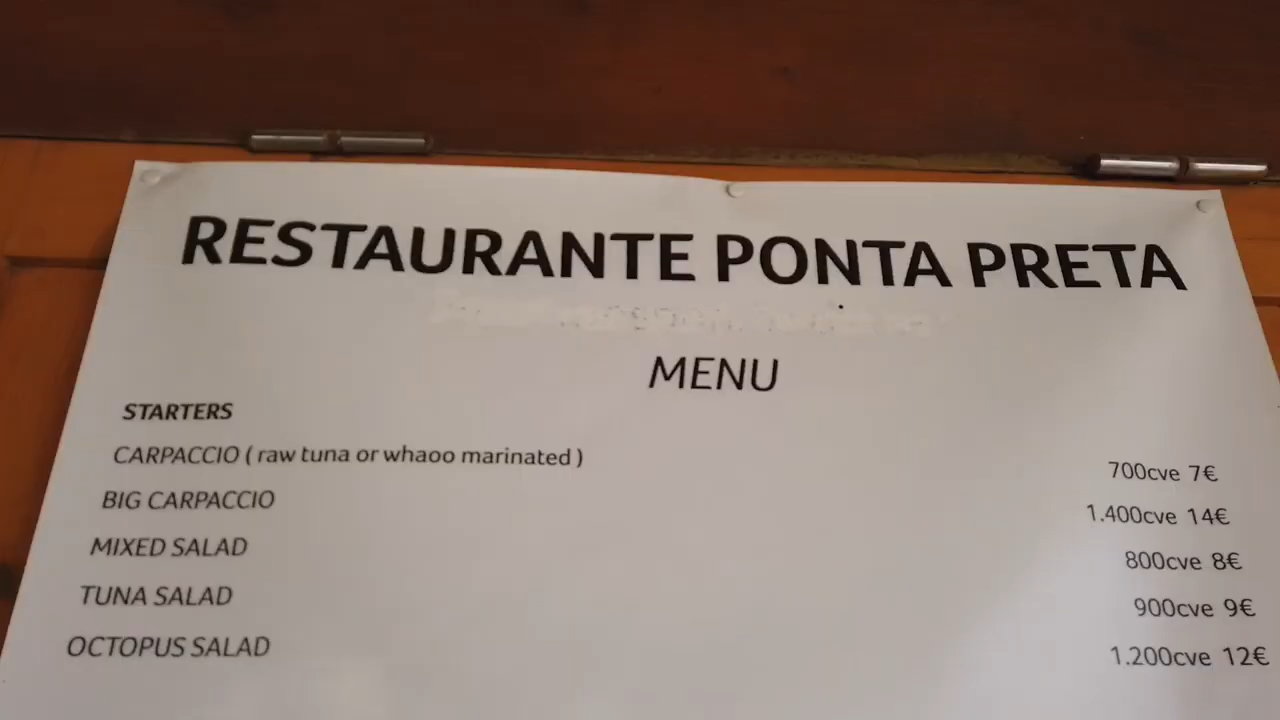 RESTAURANTE PONTA PRETA
MENU
STARTERS
CARPACCIO ( raw tuna or whaoo marinated ) 700cve 7€
BIG CARPACCIO 1.400cve 14€
MIXED SALAD 800cve 8€
TUNA SALAD 900cve 9€
OCTOPUS SALAD 1.200cve 12€